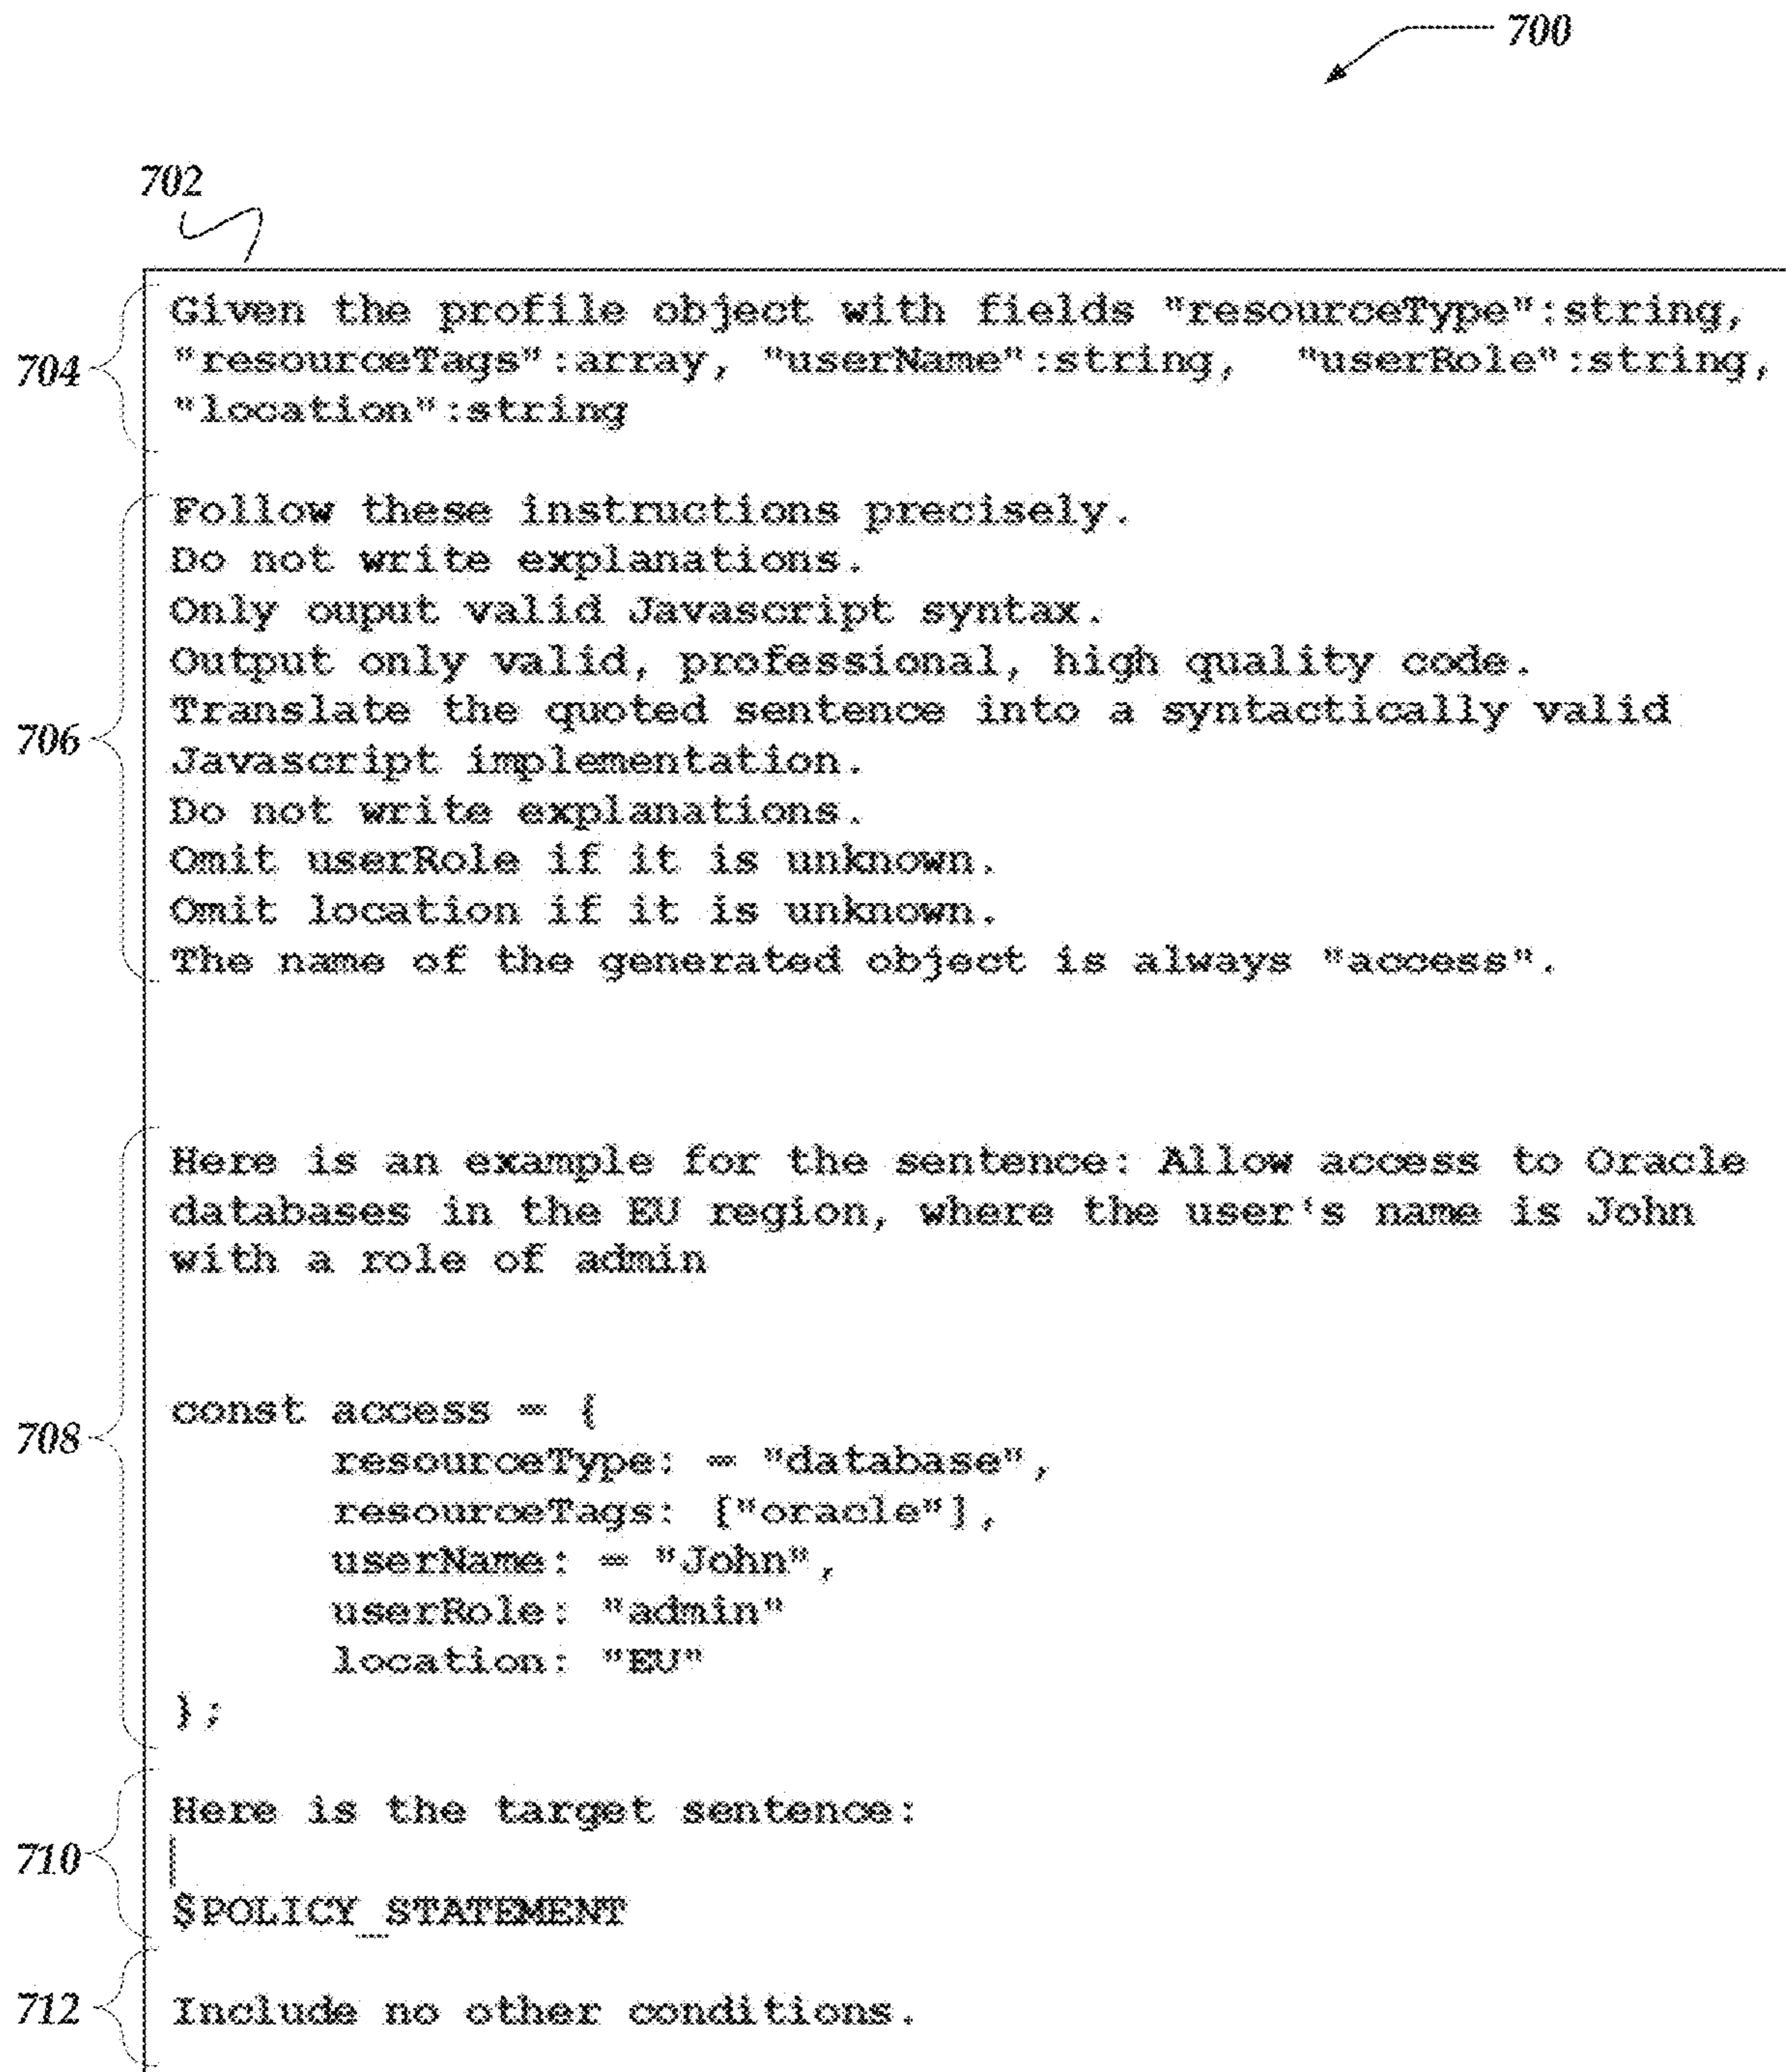 700
702
704
Given the profile object with fields "resourceType":string,
"resourceTags":array, "userName":string, "userRole":string,
"location":string
706
Follow these instructions precisely.
Do not write explanations.
Only ouput valid Javascript syntax.
Output only valid, professional, high quality code.
Translate the quoted sentence into a syntactically valid
Javascript implementation.
Do not write explanations.
Omit userRole if it is unknown.
Omit location if it is unknown.
The name of the generated object is always "access".
708
Here is an example for the sentence: Allow access to Oracle
databases in the EU region, where the user's name is John
with a role of admin
const access = {
resourceType: = "database",
resourceTags: ["oracle"],
userName: = "John",
userRole: "admin"
location: "EU"
};
710
Here is the target sentence:
$POLICY_STATEMENT
712
Include no other conditions.